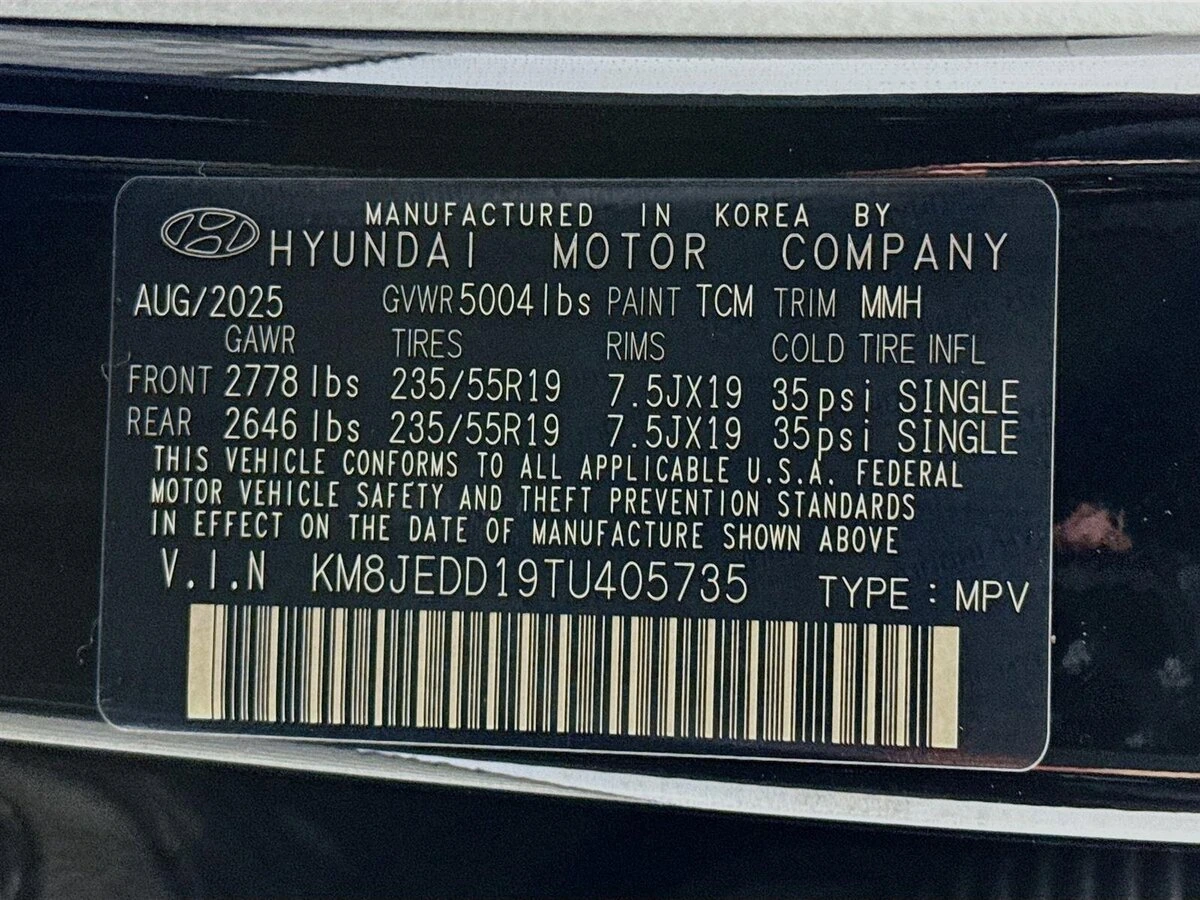 MANUFACTURED IN KOREA BY
HYUNDAI MOTOR COMPANY
AUG/2025 GVWR 5004 lbs PAINT TCM TRIM MMH
GAWR TIRES RIMS COLD TIRE INFL
FRONT 2778 lbs 235/55R19 7.5JX19 35psi SINGLE
REAR 2646 lbs 235/55R19 7.5JX19 35psi SINGLE
THIS VEHICLE CONFORMS TO ALL APPLICABLE U.S.A. FEDERAL
MOTOR VEHICLE SAFETY AND THEFT PREVENTION STANDARDS
IN EFFECT ON THE DATE OF MANUFACTURE SHOWN ABOVE
V.I.N KM8JEDD19TU405735 TYPE : MPV